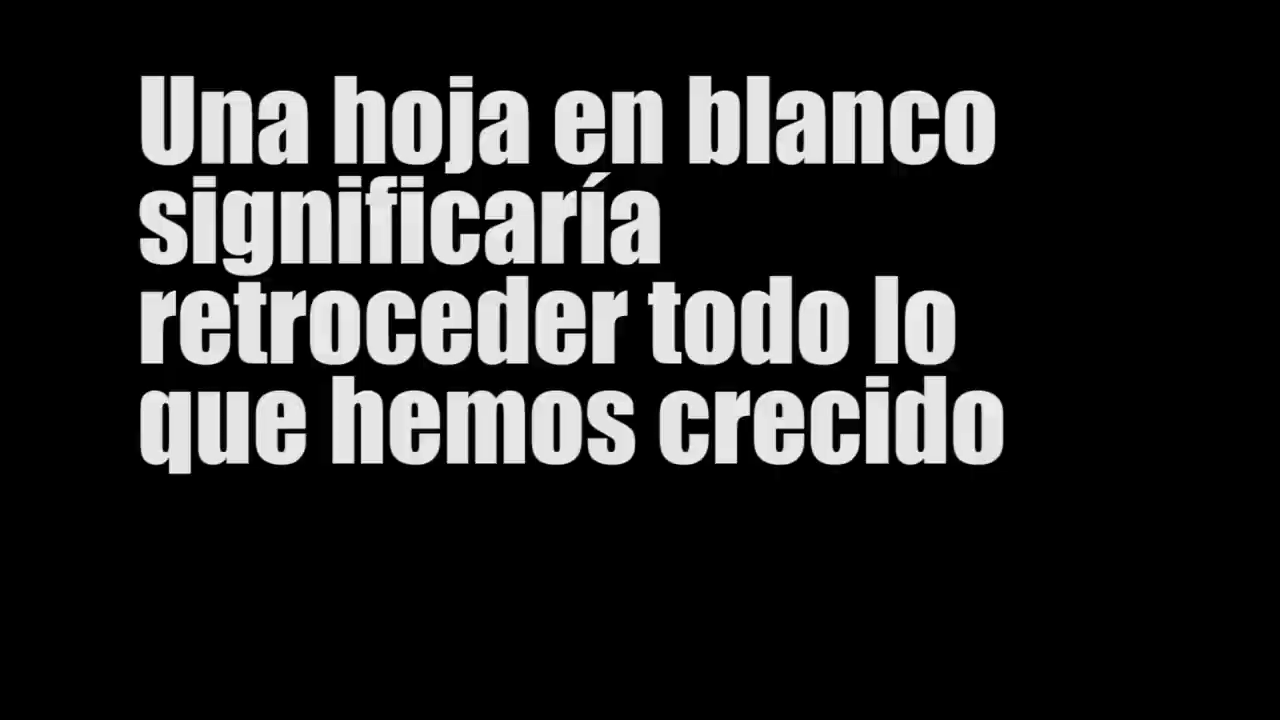 Una hoja en blanco
significaría
retroceder todo lo
que hemos crecido